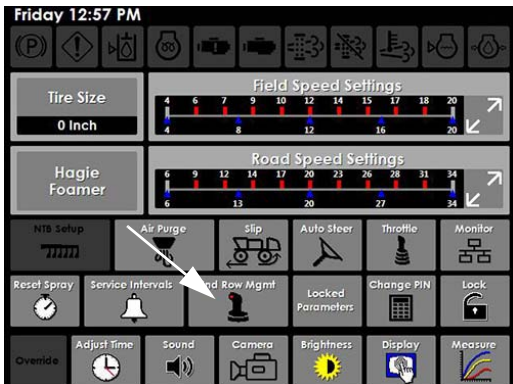 Friday 12:57 PM
(P)
Tire Size
0 Inch
Field Speed Settings
4 6 7 9 10 12 14 15 17 18 20
4 8 12 16 20
Hagie
Foamer
Road Speed Settings
6 9 12 14 17 20 23 26 28 31 34
6 13 20 27 34
NTB Setup
Air Purge
Slip
Auto Steer
Throttle
Monitor
Reset Spray
Service Intervals
nd Row Mgmt
Locked
Parameters
Change PIN
Lock
Override
Adjust Time
Sound
Camera
Brightness
Display
Measure